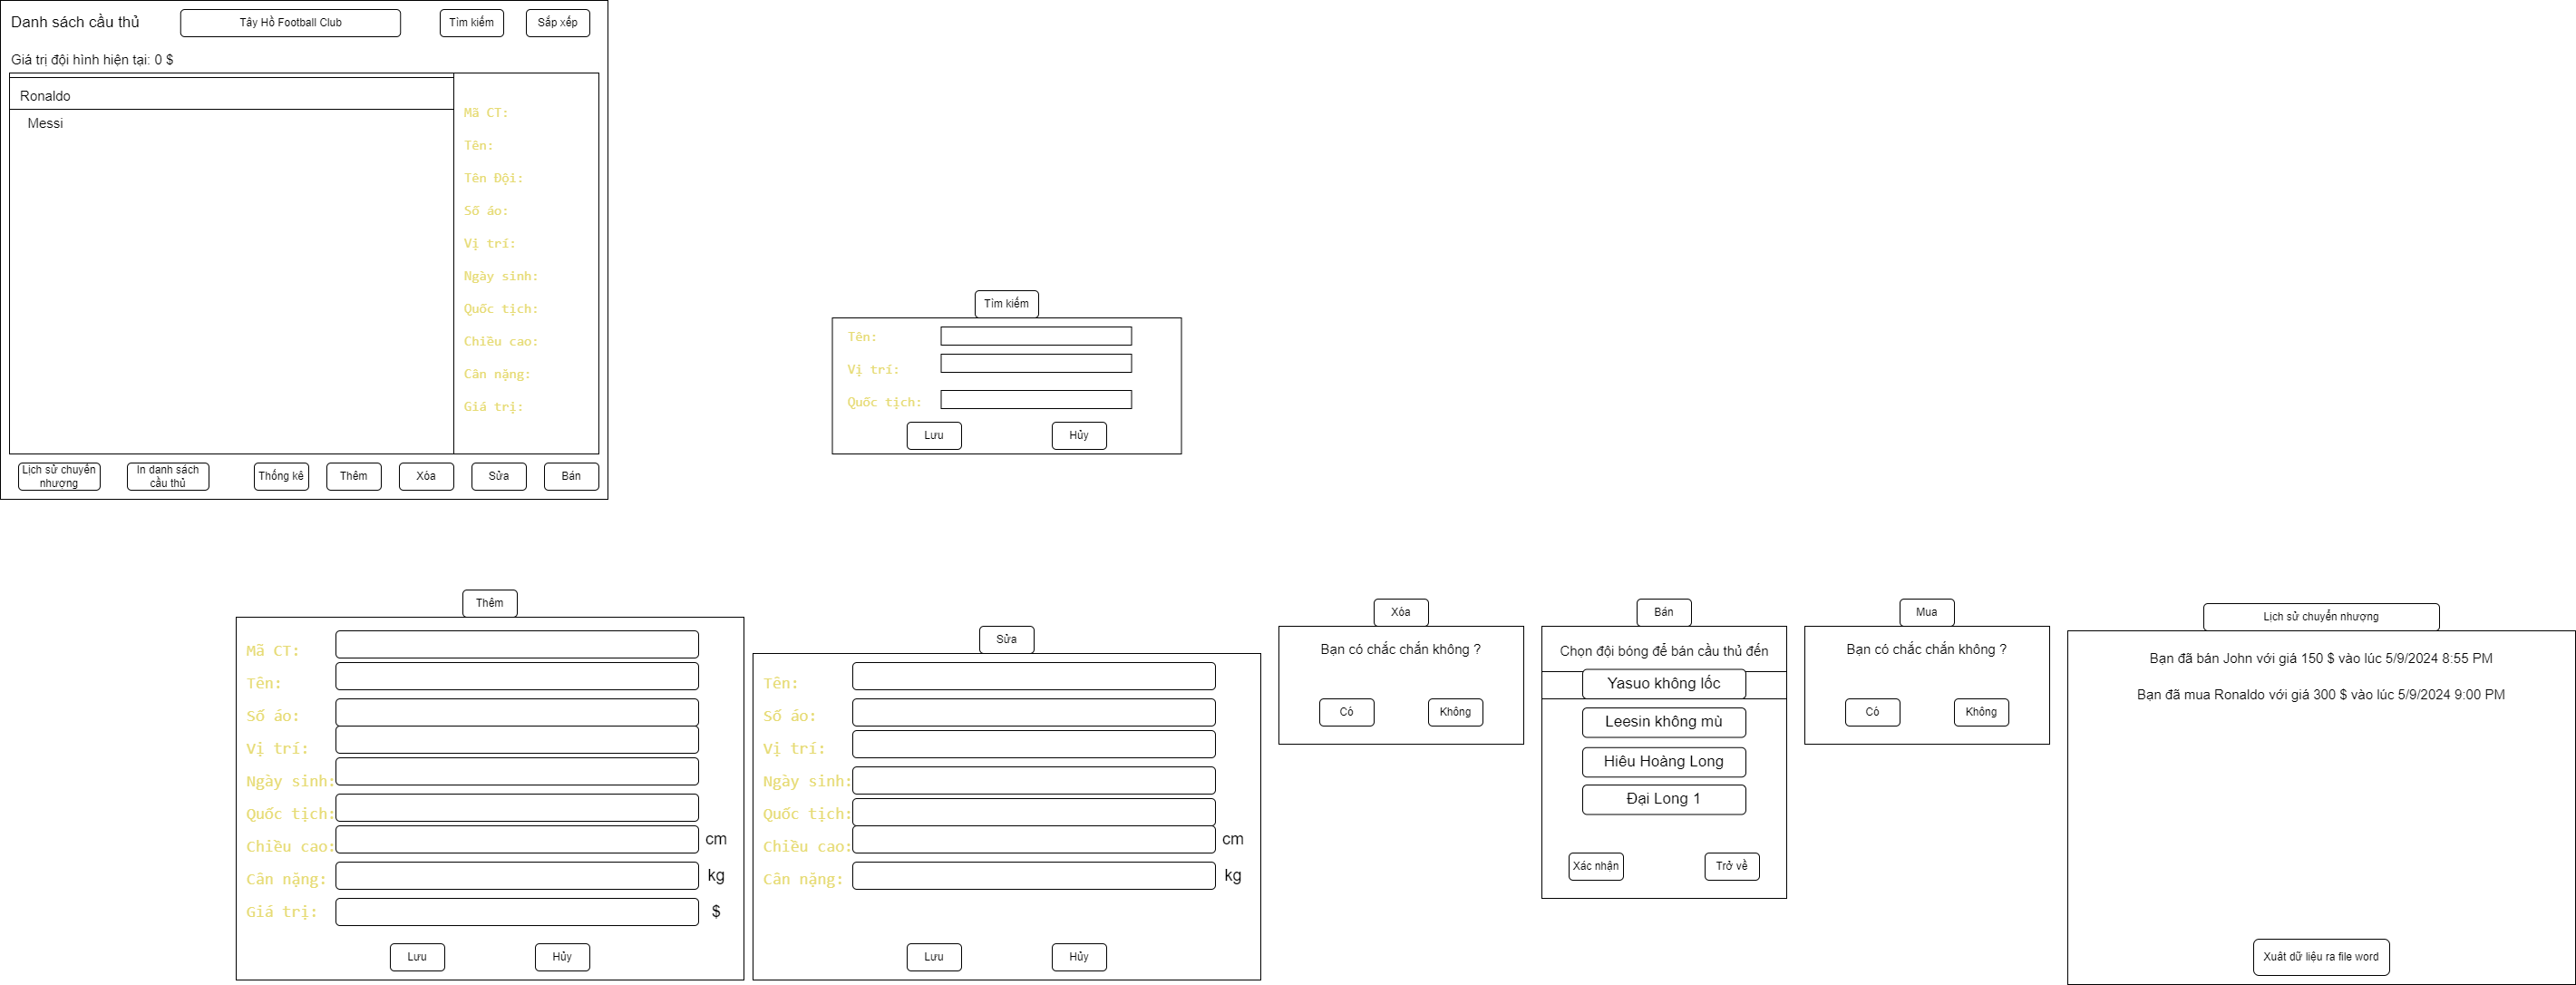 Danh sách cầu thủ
Tây Hồ Football Club
Tìm kiếm
Sắp xếp
Giá trị đội hình hiện tại: 0 $
Ronaldo
Messi
Mã CT:
Tên:
Tên Đội:
Số áo:
Vị trí:
Ngày sinh:
Quốc tịch:
Chiều cao:
Cân nặng:
Giá trị:
Lịch sử chuyển
nhượng
In danh sách
cầu thủ
Thống kê
Thêm
Xóa
Sửa
Bán
Tìm kiếm
Tên:
Vị trí:
Quốc tịch:
Lưu
Hủy
Thêm
Mã CT:
Tên:
Số áo:
Vị trí:
Ngày sinh:
Quốc tịch:
Chiều cao:
cm
Cân nặng:
kg
Giá trị:
$
Lưu
Hủy
Sửa
Tên:
Số áo:
Vị trí:
Ngày sinh:
Quốc tịch:
Chiều cao:
cm
Cân nặng:
kg
Lưu
Hủy
Xóa
Bạn có chắc chắn không ?
Có
Không
Bán
Chọn đội bóng để bán cầu thủ đến
Yasuo không lốc
Leesin không mù
Hiêu Hoàng Long
Đại Long 1
Xác nhận
Trở về
Mua
Bạn có chắc chắn không ?
Có
Không
Lịch sử chuyển nhượng
Bạn đã bán John với giá 150 $ vào lúc 5/9/2024 8:55 PM
Bạn đã mua Ronaldo với giá 300 $ vào lúc 5/9/2024 9:00 PM
Xuât dữ liệu ra file word